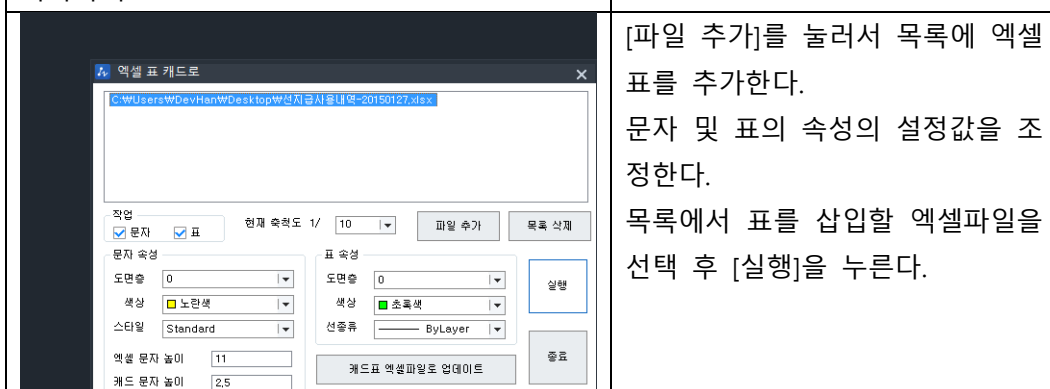 엑셀 표 캐드로
C:₩Users₩DevHan₩Desktop₩선지급사용내역-20150127.xlsx
작업
문자
표
현재 축척도 1/ 10
파일 추가
목록 삭제
문자 속성
도면층 0
색상 노란색
스타일 Standard
엑셀 문자 높이 11
캐드 문자 높이 2,5
표 속성
도면층 0
색상 초록색
선종류 ByLayer
캐드표 엑셀파일로 업데이트
실행
종료
[파일 추가]를 눌러서 목록에 엑셀
표를 추가한다.
문자 및 표의 속성의 설정값을 조
정한다.
목록에서 표를 삽입할 엑셀파일을
선택 후 [실행]을 누른다.